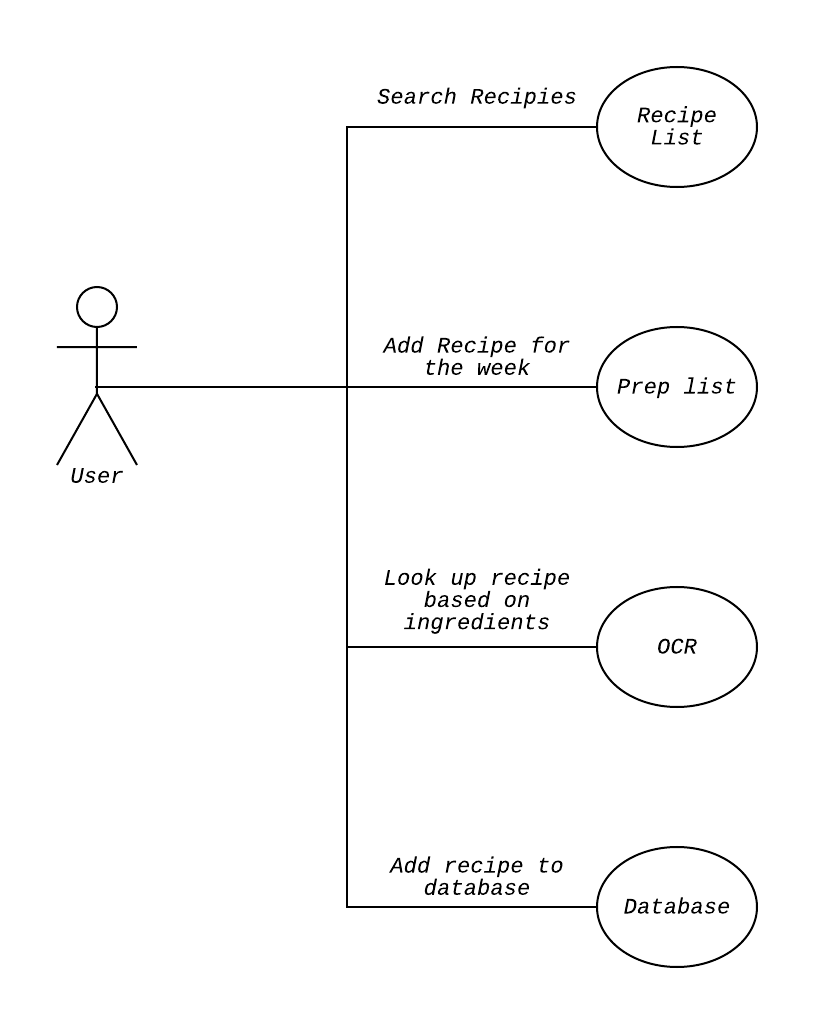 Search Recipies
Recipe
List
Add Recipe for
the week
Prep list
User
Look up recipe
based on
ingredients
OCR
Add recipe to
database
Database